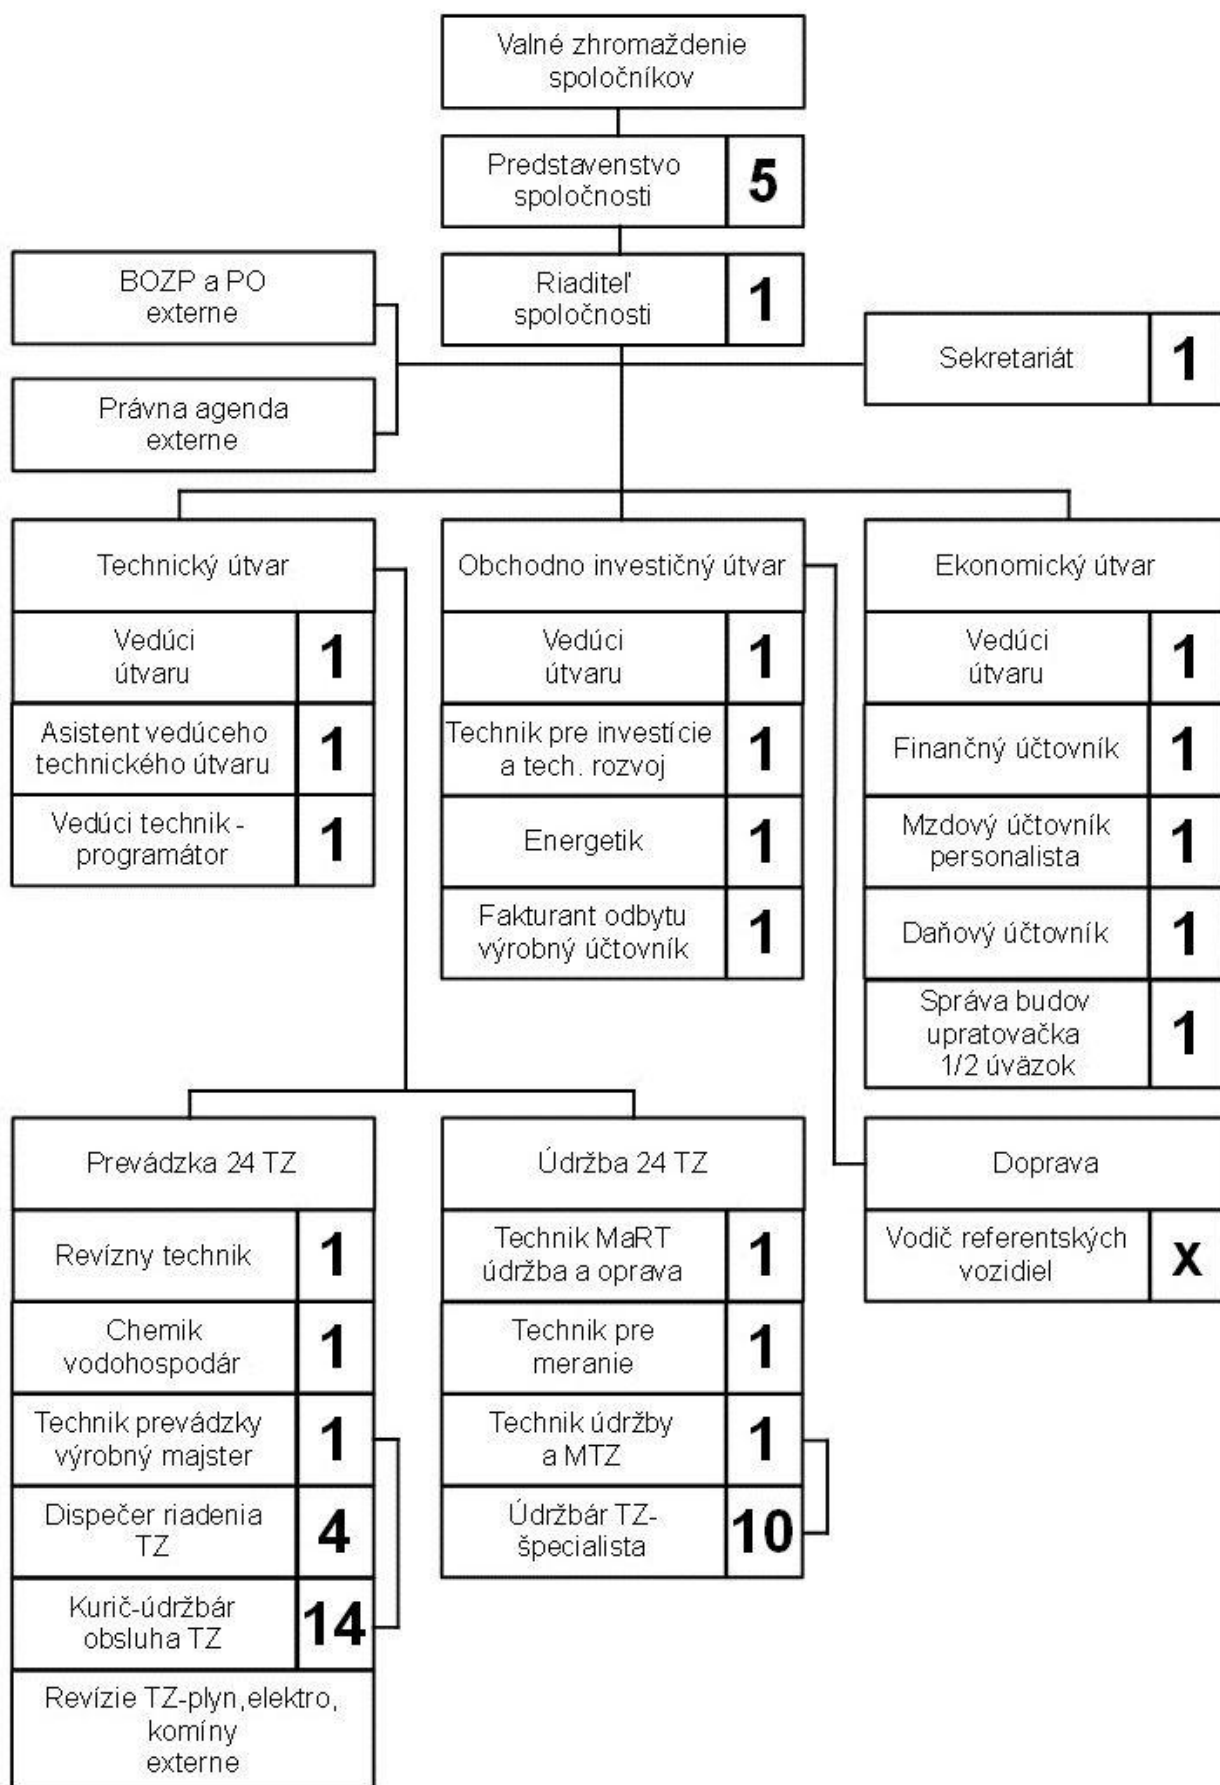 Valné zhromaždenie
spoločníkov
Predstavenstvo
spoločnosti
5
Riaditeľ
spoločnosti
1
BOZP a PO
externe
Právna agenda
externe
Sekretariát
1
Technický útvar
Vedúci
útvaru
1
Asistent vedúceho
technického útvaru
1
Vedúci technik -
programátor
1
Obchodno investičný útvar
Vedúci
útvaru
1
Technik pre investície
a tech. rozvoj
1
Energetik
1
Fakturant odbytu
výrobný účtovník
1
Ekonomický útvar
Vedúci
útvaru
1
Finančný účtovník
1
Mzdový účtovník
personalista
1
Daňový účtovník
1
Správa budov
upratovačka
1/2 úväzok
1
Prevádzka 24 TZ
Revízny technik
1
Chemik
vodohospodár
1
Technik prevádzky
výrobný majster
1
Dispečer riadenia
TZ
4
Kurič-údržbár
obsluha TZ
14
Revízie TZ-plyn,elektro,
komíny
externe
Údržba 24 TZ
Technik MaRT
údržba a oprava
1
Technik pre
meranie
1
Technik údržby
a MTZ
1
Údržbár TZ-
špecialista
10
Doprava
Vodič referentských
vozidiel
x